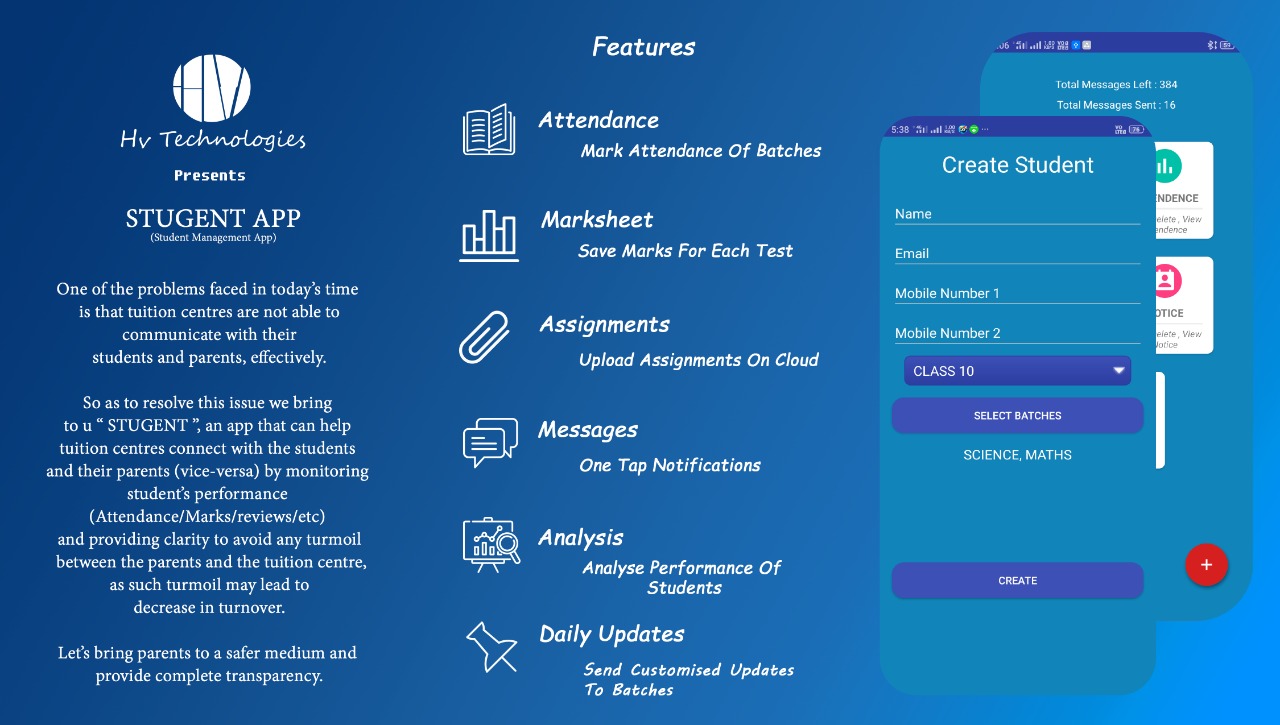 HV
Hv Technologies
Presents
STUGENT APP
(Student Management App)
One of the problems faced in today's time
is that tuition centres are not able to
communicate with their
students and parents, effectively.
So as to resolve this issue we bring
to u “ STUGENT ”, an app that can help
tuition centres connect with the students
and their parents (vice-versa) by monitoring
student's performance
(Attendance/Marks/reviews/etc)
and providing clarity to avoid any turmoil
between the parents and the tuition centre,
as such turmoil may lead to
decrease in turnover.
Let's bring parents to a safer medium and
provide complete transparency.
Features
Attendance
Mark Attendance Of Batches
Marksheet
Save Marks For Each Test
Assignments
Upload Assignments On Cloud
Messages
One Tap Notifications
Analysis
Analyse Performance Of
Students
Daily Updates
Send Customised Updates
To Batches
5:38
Create Student
Name
Email
Mobile Number 1
Mobile Number 2
CLASS 10
SELECT BATCHES
SCIENCE, MATHS
CREATE
Total Messages Left : 384
Total Messages Sent : 16
ENDENCE
elete , View
endence
OTICE
elete , View
Notice
+